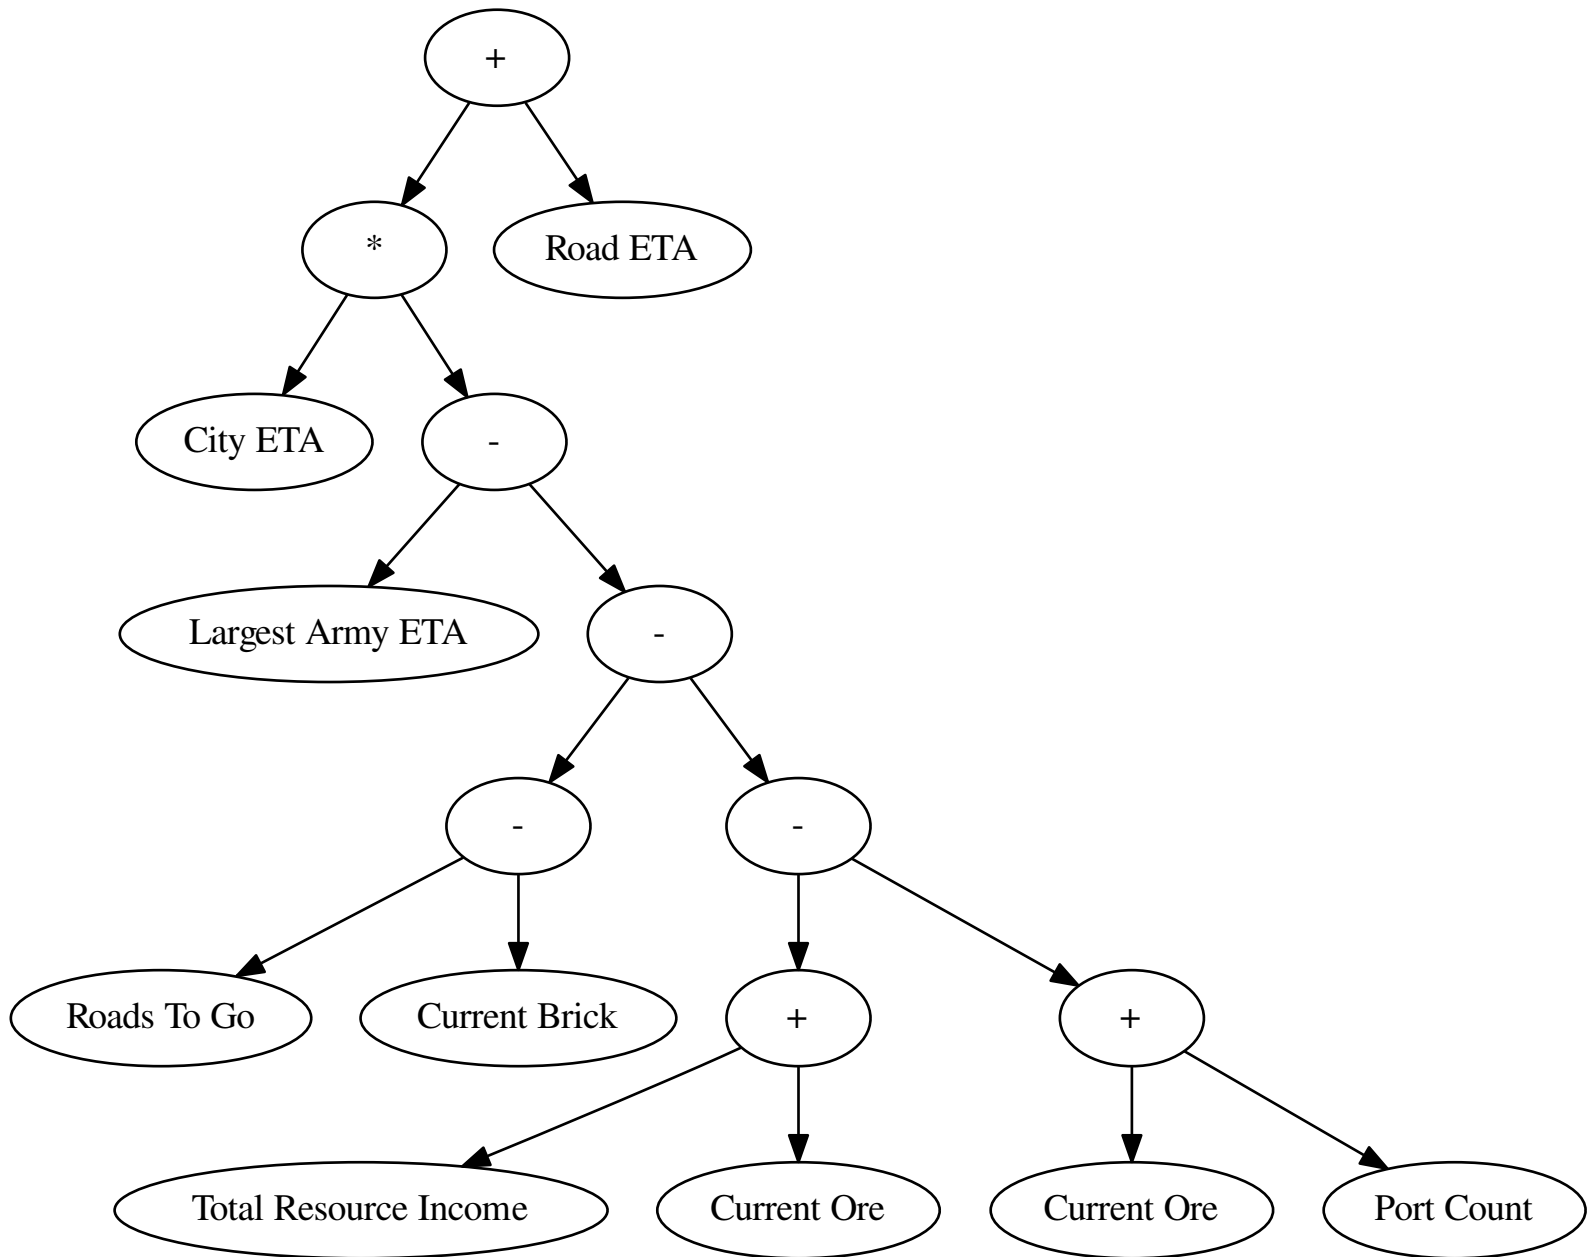 +
*
Road ETA
City ETA
-
Largest Army ETA
-
-
-
Roads To Go
Current Brick
+
+
Total Resource Income
Current Ore
Current Ore
Port Count